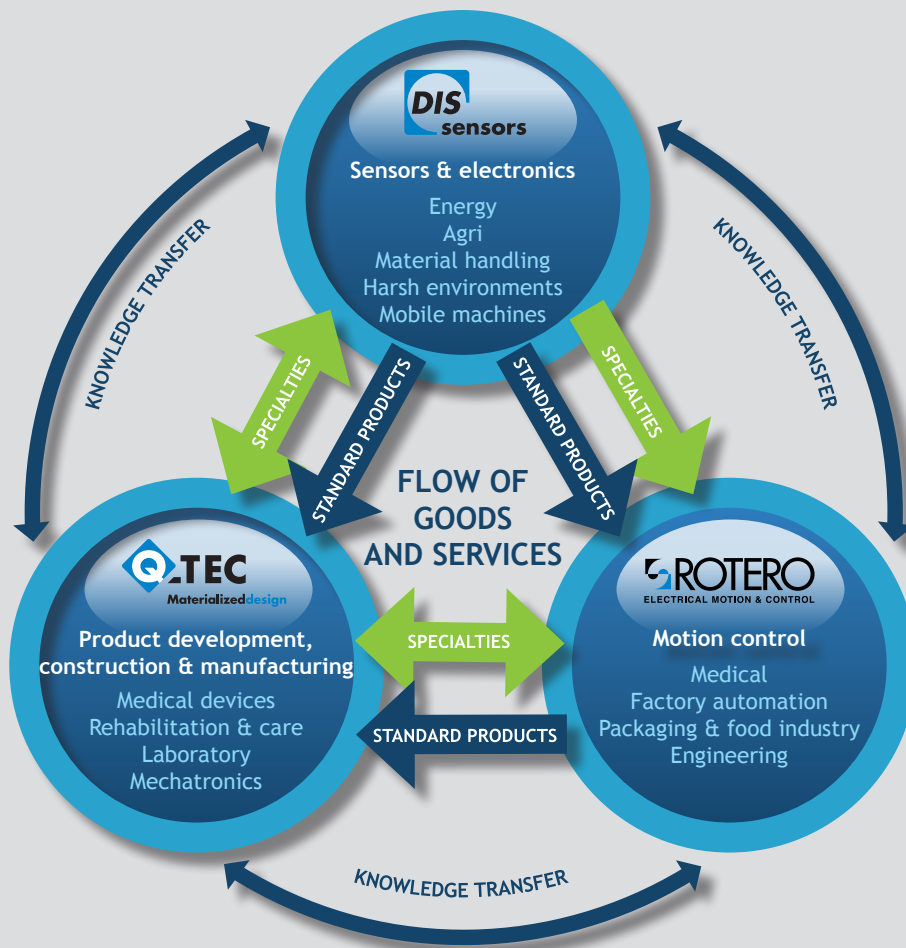 DIS
sensors
Sensors & electronics
Energy
Agri
Material handling
Harsh environments
Mobile machines
KNOWLEDGE TRANSFER
KNOWLEDGE TRANSFER
SPECIALTIES
STANDARD PRODUCTS
STANDARD PRODUCTS
SPECIALTIES
FLOW OF
GOODS
AND SERVICES
Q-TEC
Materializeddesign
Product development,
construction & manufacturing
Medical devices
Rehabilitation & care
Laboratory
Mechatronics
SPECIALTIES
STANDARD PRODUCTS
ROTERO
ELECTRICAL MOTION & CONTROL
Motion control
Medical
Factory automation
Packaging & food industry
Engineering
KNOWLEDGE TRANSFER